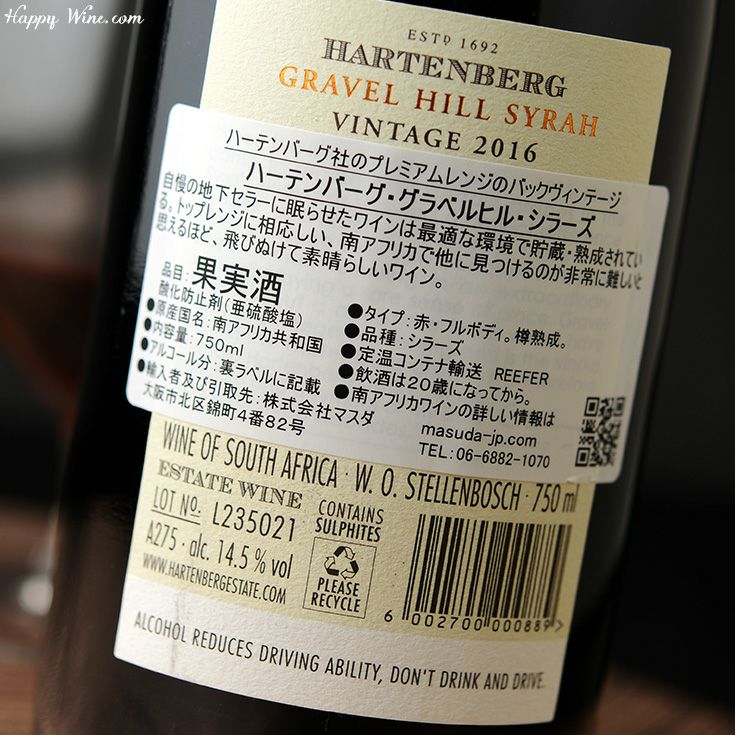 Happy Wine.com
ESTD 1692
HARTENBERG
GRAVEL HILL SYRAH
VINTAGE 2016
ハーテンバーグ社のプレミアムレンジのバックヴィンテージ
ハーテンバーグ・グラベルヒル・シラーズ
自慢の地下セラーに眠らせたワインは最適な環境で貯蔵・熟成されてい
る。トップレンジに相応しい、南アフリカで他に見つけるのが非常に難しいと
思えるほど、飛びぬけて素晴らしいワイン。
品目:果実酒
酸化防止剤(亜硫酸塩)
●原産国名:南アフリカ共和国
●内容量:750ml
●アルコール分:裏ラベルに記載
●輸入者及び引取先:株式会社マスダ
大阪市北区錦町4番82号
●タイプ:赤・フルボディ。樽熟成。
●品種:シラーズ
●定温コンテナ輸送 REEFER
●飲酒は20歳になってから。
●南アフリカワインの詳しい情報は
masuda-jp.com
TEL:06-6882-1070
WINE OF SOUTH AFRICA · W. O. STELLENBOSCH · 750 ml
ESTATE WINE
LOT No. L235021
A275 · alc. 14.5 % vol
WWW.HARTENBERGESTATE.COM
CONTAINS
SULPHITES
PLEASE
RECYCLE
6 002700 000889 >
ALCOHOL REDUCES DRIVING ABILITY, DON'T DRINK AND DRIVE.